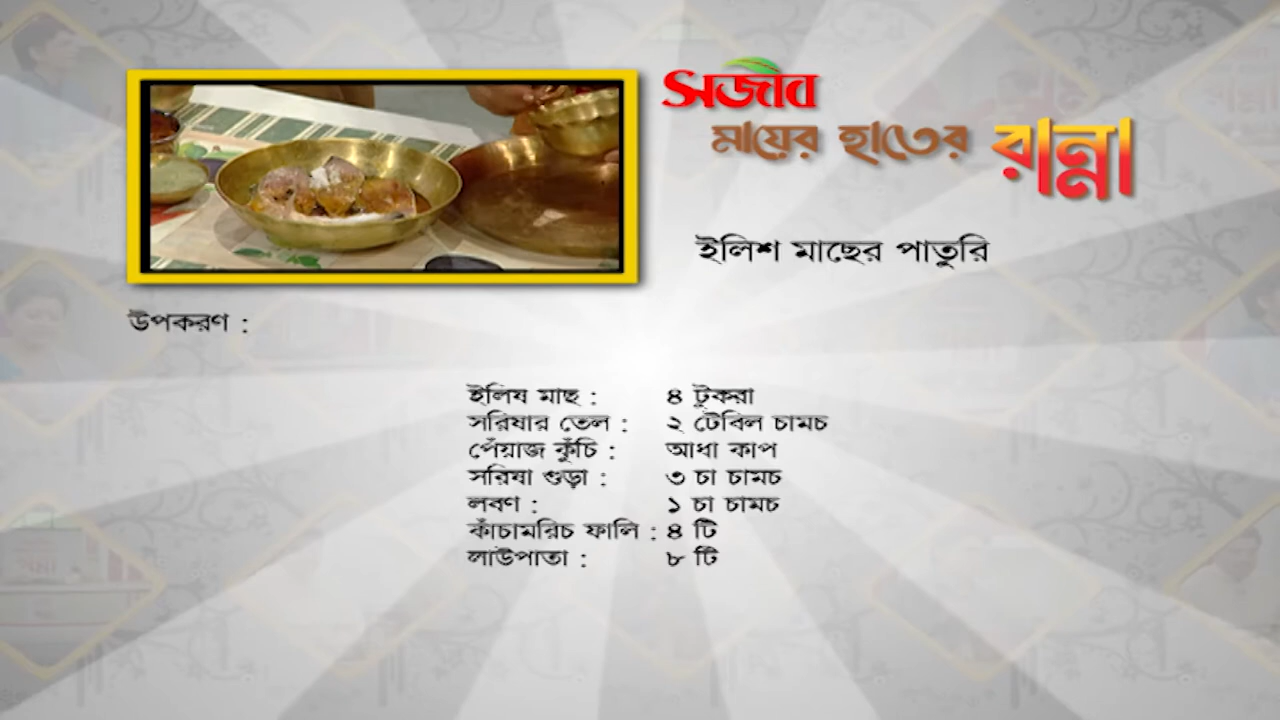 সজীব
মায়ের হাতের রান্না
ইলিশ মাছের পাতুরি
উপকরণ :
ইলিষ মাছ : ৪ টুকরা
সরিষার তেল : ২ টেবিল চামচ
পেঁয়াজ কুঁচি : আধা কাপ
সরিষা গুড়া : ৩ চা চামচ
লবণ : ১ চা চামচ
কাঁচামরিচ ফালি : ৪ টি
লাউপাতা : ৮ টি